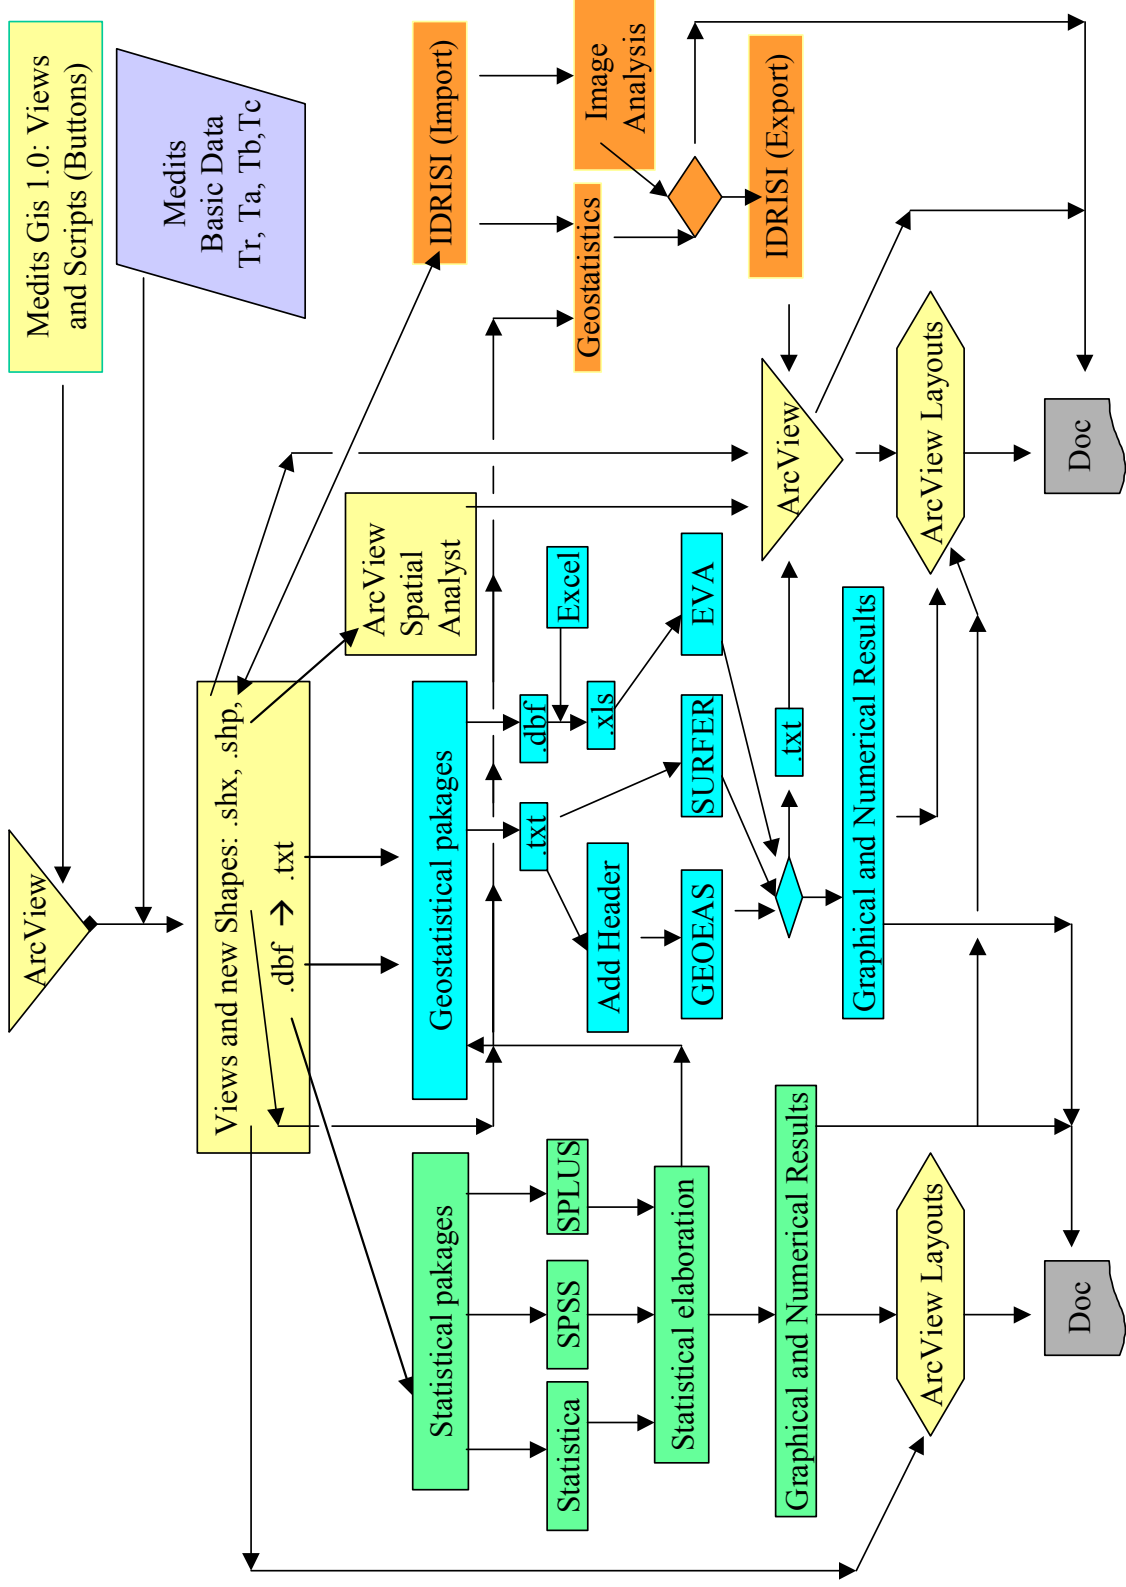 ArcView
Medits Gis 1.0: Views
and Scripts (Buttons)
Medits
Basic Data
Tr, Ta, Tb,Tc
Views and new Shapes: .shx, .shp,
.dbf → .txt
ArcView
Spatial
Analyst
Statistical pakages
Geostatistical pakages
IDRISI (Import)
Statistica
SPSS
SPLUS
.txt
.dbf
Excel
Add Header
.xls
Geostatistics
Image
Analysis
Statistical elaboration
GEOEAS
SURFER
EVA
Graphical and Numerical Results
.txt
ArcView
IDRISI (Export)
Graphical and Numerical Results
ArcView Layouts
ArcView Layouts
Doc
Doc